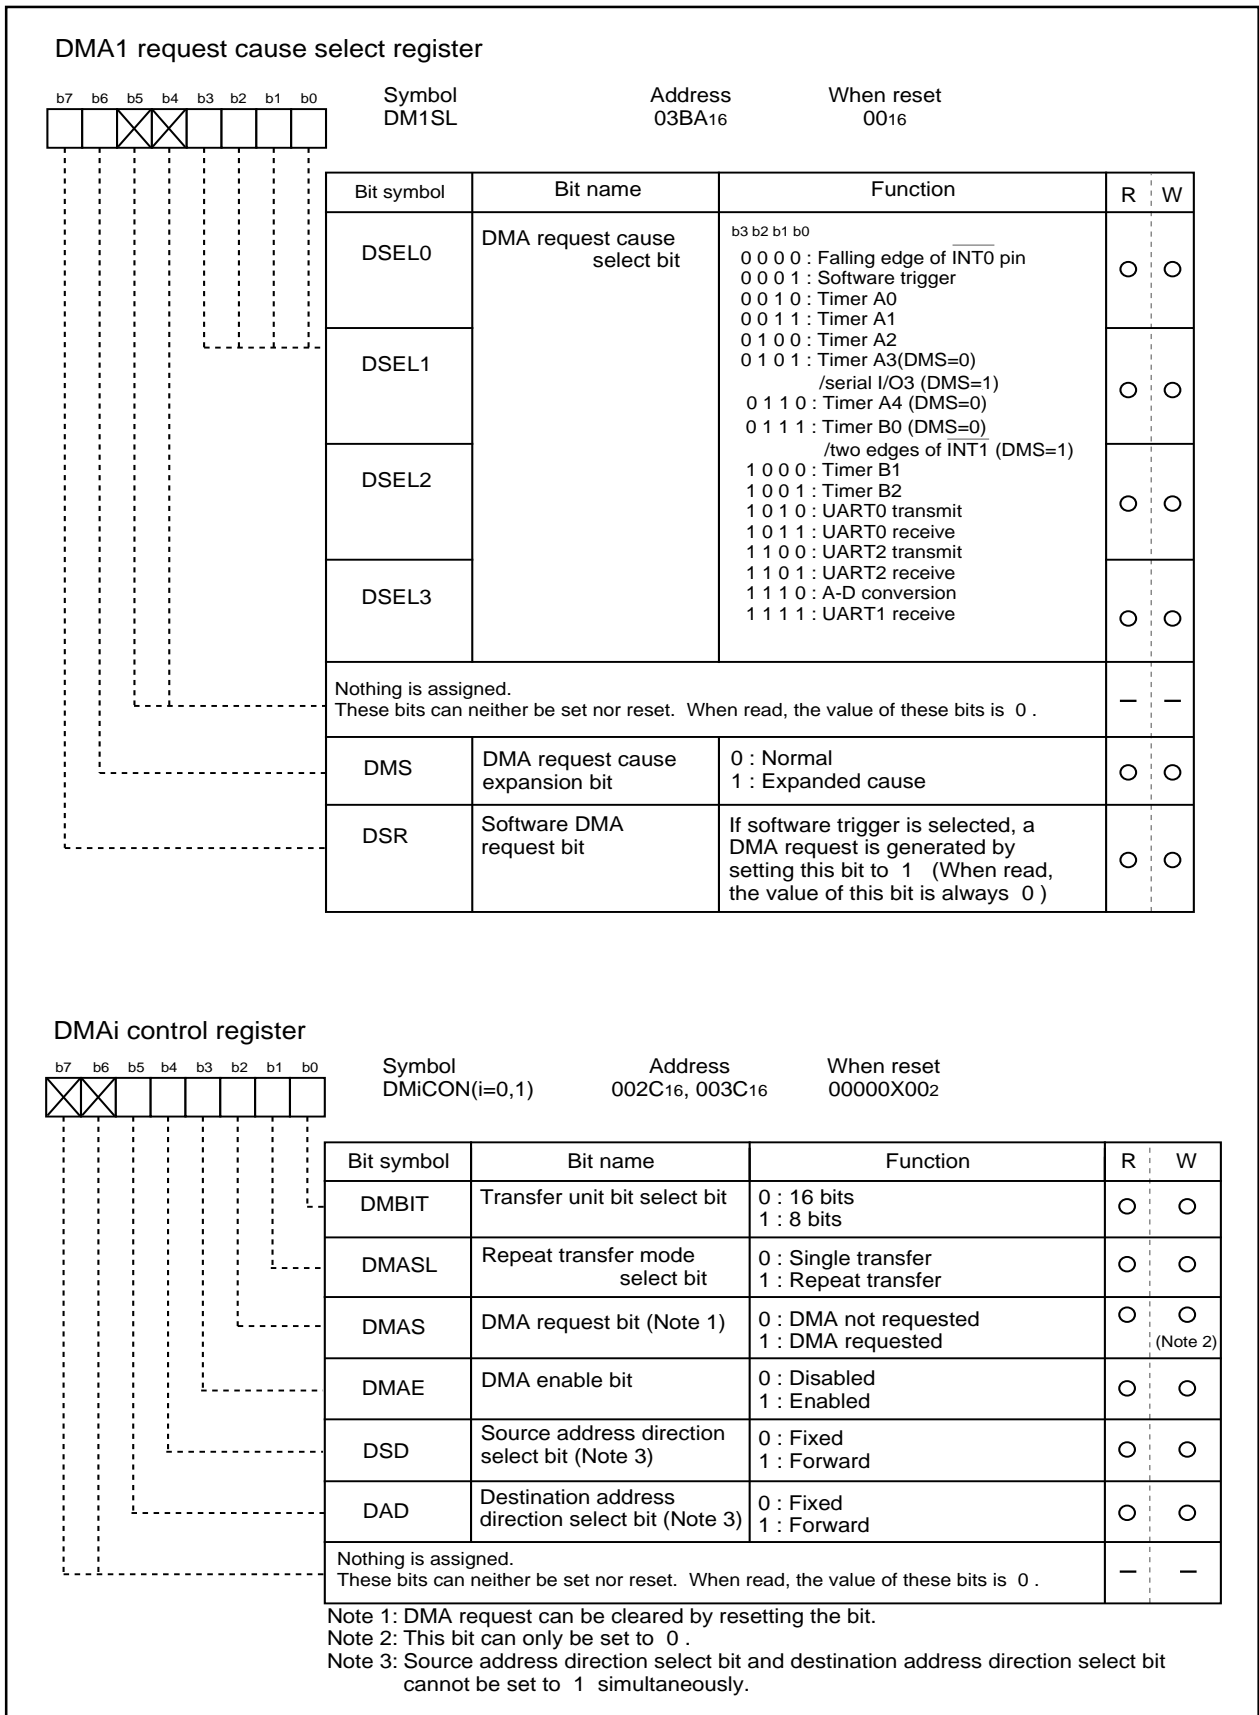 DMA1 request cause select register
b7 b6 b5 b4 b3 b2 b1 b0
Symbol Address When reset
DM1SL 03BA16 0016
Bit symbol Bit name Function R W
DSEL0
DSEL1
DSEL2
DSEL3
DMA request cause
select bit
b3 b2 b1 b0
0 0 0 0 : Falling edge of INT0 pin
0 0 0 1 : Software trigger
0 0 1 0 : Timer A0
0 0 1 1 : Timer A1
0 1 0 0 : Timer A2
0 1 0 1 : Timer A3(DMS=0)
/serial I/O3 (DMS=1)
0 1 1 0 : Timer A4 (DMS=0)
0 1 1 1 : Timer B0 (DMS=0)
/two edges of INT1 (DMS=1)
1 0 0 0 : Timer B1
1 0 0 1 : Timer B2
1 0 1 0 : UART0 transmit
1 0 1 1 : UART0 receive
1 1 0 0 : UART2 transmit
1 1 0 1 : UART2 receive
1 1 1 0 : A-D conversion
1 1 1 1 : UART1 receive
Nothing is assigned.
These bits can neither be set nor reset. When read, the value of these bits is 0 .
DMS
DMA request cause
expansion bit
0 : Normal
1 : Expanded cause
DSR
Software DMA
request bit
If software trigger is selected, a
DMA request is generated by
setting this bit to 1 (When read,
the value of this bit is always 0 )
DMAi control register
b7 b6 b5 b4 b3 b2 b1 b0
Symbol Address When reset
DMiCON(i=0,1) 002C16, 003C16 00000X002
Bit symbol Bit name Function R W
DMBIT
Transfer unit bit select bit
0 : 16 bits
1 : 8 bits
DMASL
Repeat transfer mode
select bit
0 : Single transfer
1 : Repeat transfer
DMAS
DMA request bit (Note 1)
0 : DMA not requested
1 : DMA requested
(Note 2)
DMAE
DMA enable bit
0 : Disabled
1 : Enabled
DSD
Source address direction
select bit (Note 3)
0 : Fixed
1 : Forward
DAD
Destination address
direction select bit (Note 3)
0 : Fixed
1 : Forward
Nothing is assigned.
These bits can neither be set nor reset. When read, the value of these bits is 0 .
Note 1: DMA request can be cleared by resetting the bit.
Note 2: This bit can only be set to 0 .
Note 3: Source address direction select bit and destination address direction select bit
cannot be set to 1 simultaneously.